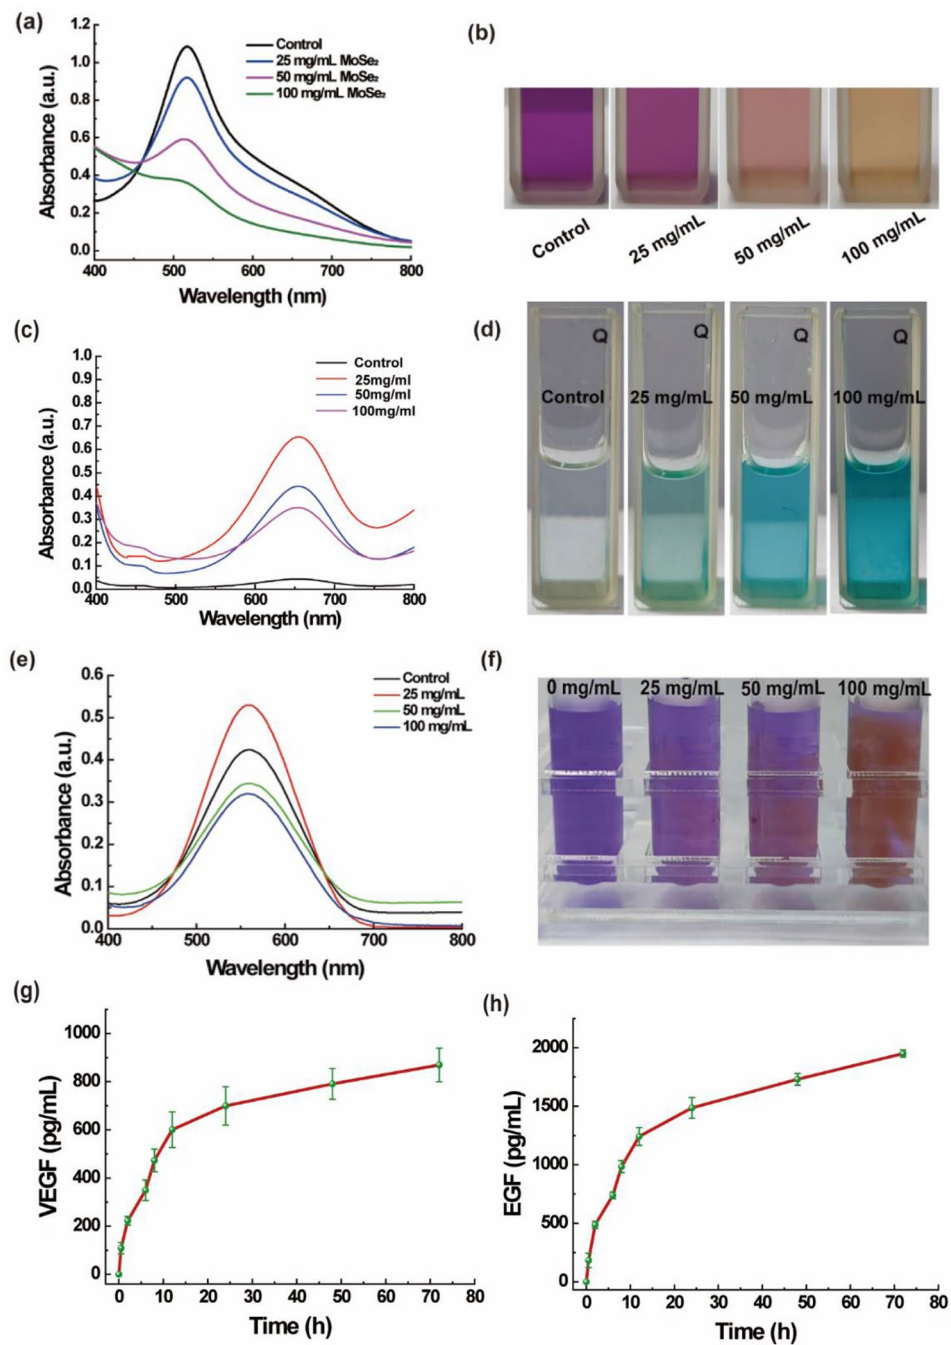 (a)
1.2
1.0
0.8
0.6
0.4
0.2
0.0
Absorbance (a.u.)
Control
25 mg/mL MoSe₂
50 mg/mL MoSe₂
100 mg/mL MoSe₂
400 500 600 700 800
Wavelength (nm)
(b)
Control
25 mg/mL
50 mg/mL
100 mg/mL
(c)
1.0
0.9
0.8
0.7
0.6
0.5
0.4
0.3
0.2
0.1
0.0
Absorbance (a.u.)
Control
25mg/ml
50mg/ml
100mg/ml
400 500 600 700 800
Wavelength (nm)
(d)
Q Q Q Q
Control 25 mg/mL 50 mg/mL 100 mg/mL
(e)
0.6
0.5
0.4
0.3
0.2
0.1
0.0
Absorbance (a.u.)
Control
25 mg/mL
50 mg/mL
100 mg/mL
400 500 600 700 800
Wavelength (nm)
(f)
0 mg/mL 25 mg/mL 50 mg/mL 100 mg/mL
(g)
1000
800
600
400
200
0
VEGF (pg/mL)
0 10 20 30 40 50 60 70 80
Time (h)
(h)
2000
1500
1000
500
0
EGF (pg/mL)
0 10 20 30 40 50 60 70 80
Time (h)